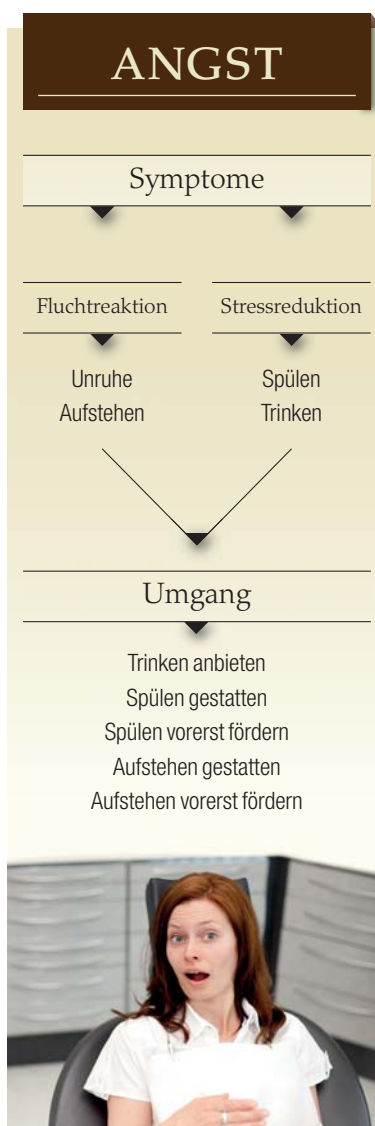 ANGST
Symptome
Fluchtreaktion
Unruhe
Aufstehen
Stressreduktion
Spülen
Trinken
Umgang
Trinken anbieten
Spülen gestatten
Spülen vorerst fördern
Aufstehen gestatten
Aufstehen vorerst fördern